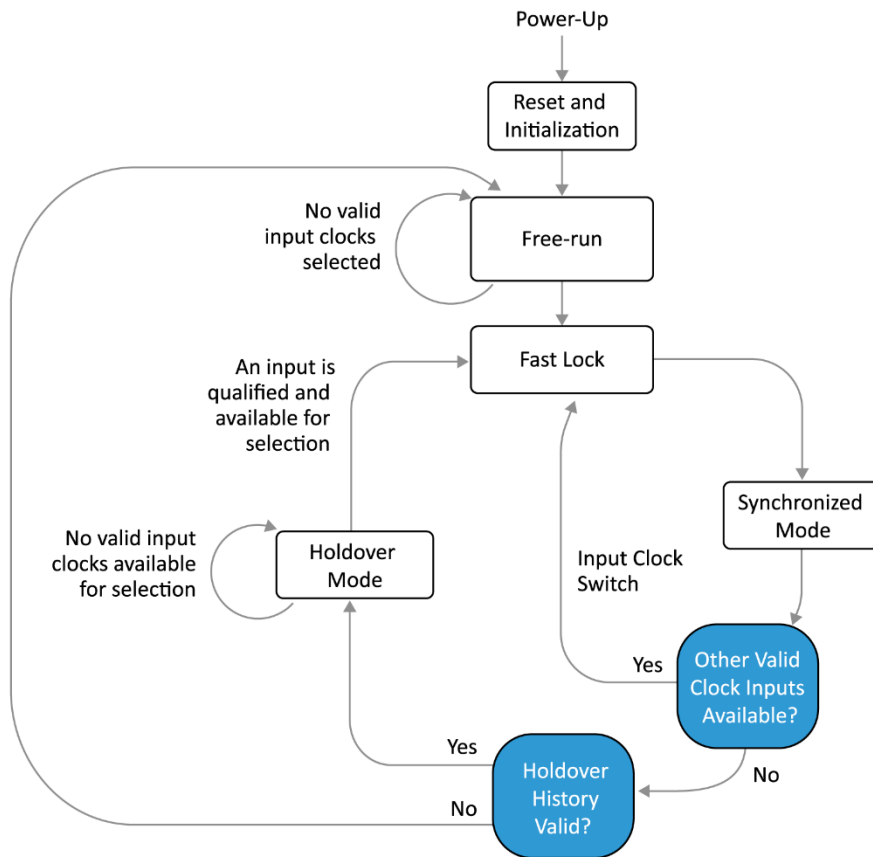 Power-Up
Reset and
Initialization
No valid
input clocks
selected
Free-run
An input is
qualified and
available for
selection
Fast Lock
Synchronized
Mode
No valid input
clocks available
for selection
Holdover
Mode
Input Clock
Switch
Yes
Other Valid
Clock Inputs
Available?
Yes
No
Holdover
History
Valid?
No